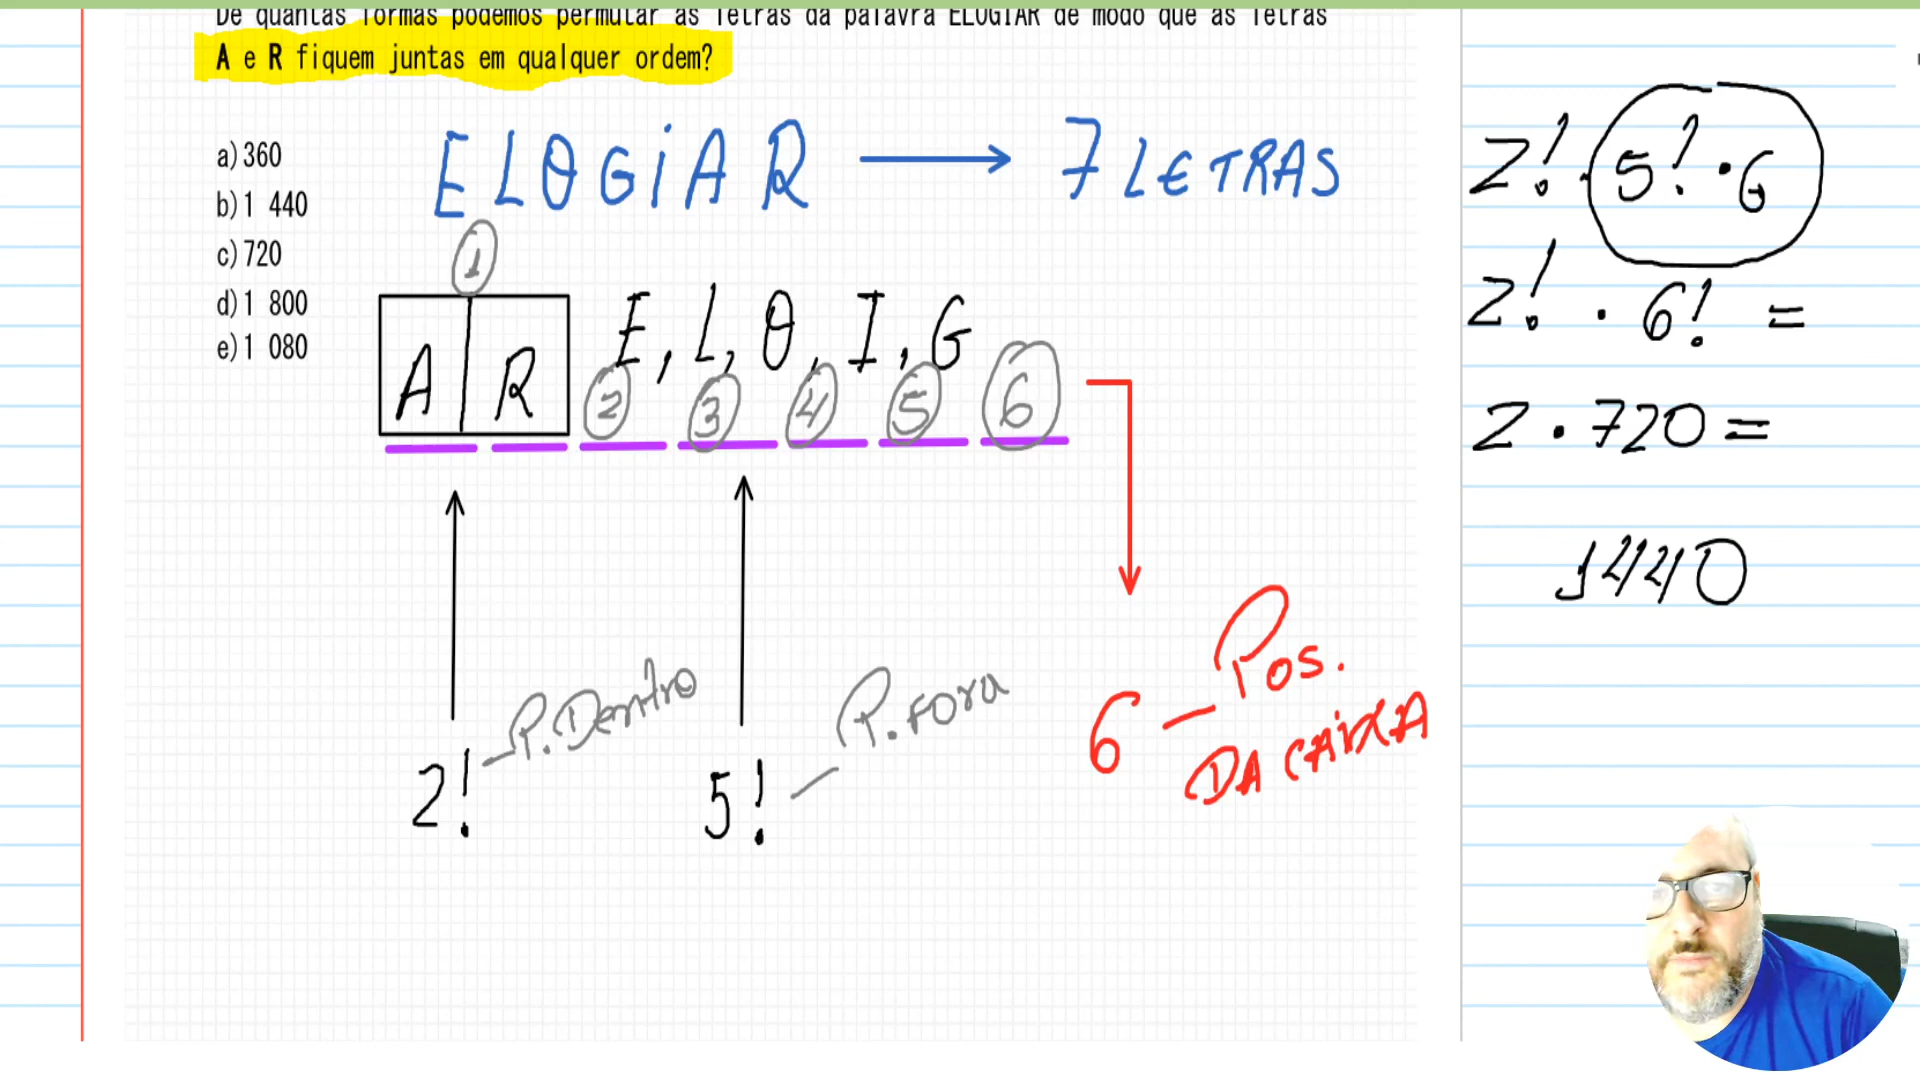 De quantas formas podemos permutar as letras da palavra ELOGIAR de modo que as letras
A e R fiquem juntas em qualquer ordem?
a) 360
b) 1 440
c) 720
d) 1 800
e) 1 080
ELOGiAR → 7 LETRAS
1
A R E, L, O, I, G
2 3 4 5 6
2! - P. Dentro
5! - P. FORA
6 - Pos.
DA CAiXA
2! . 5! . 6
2! . 6! =
2 . 720 =
1440